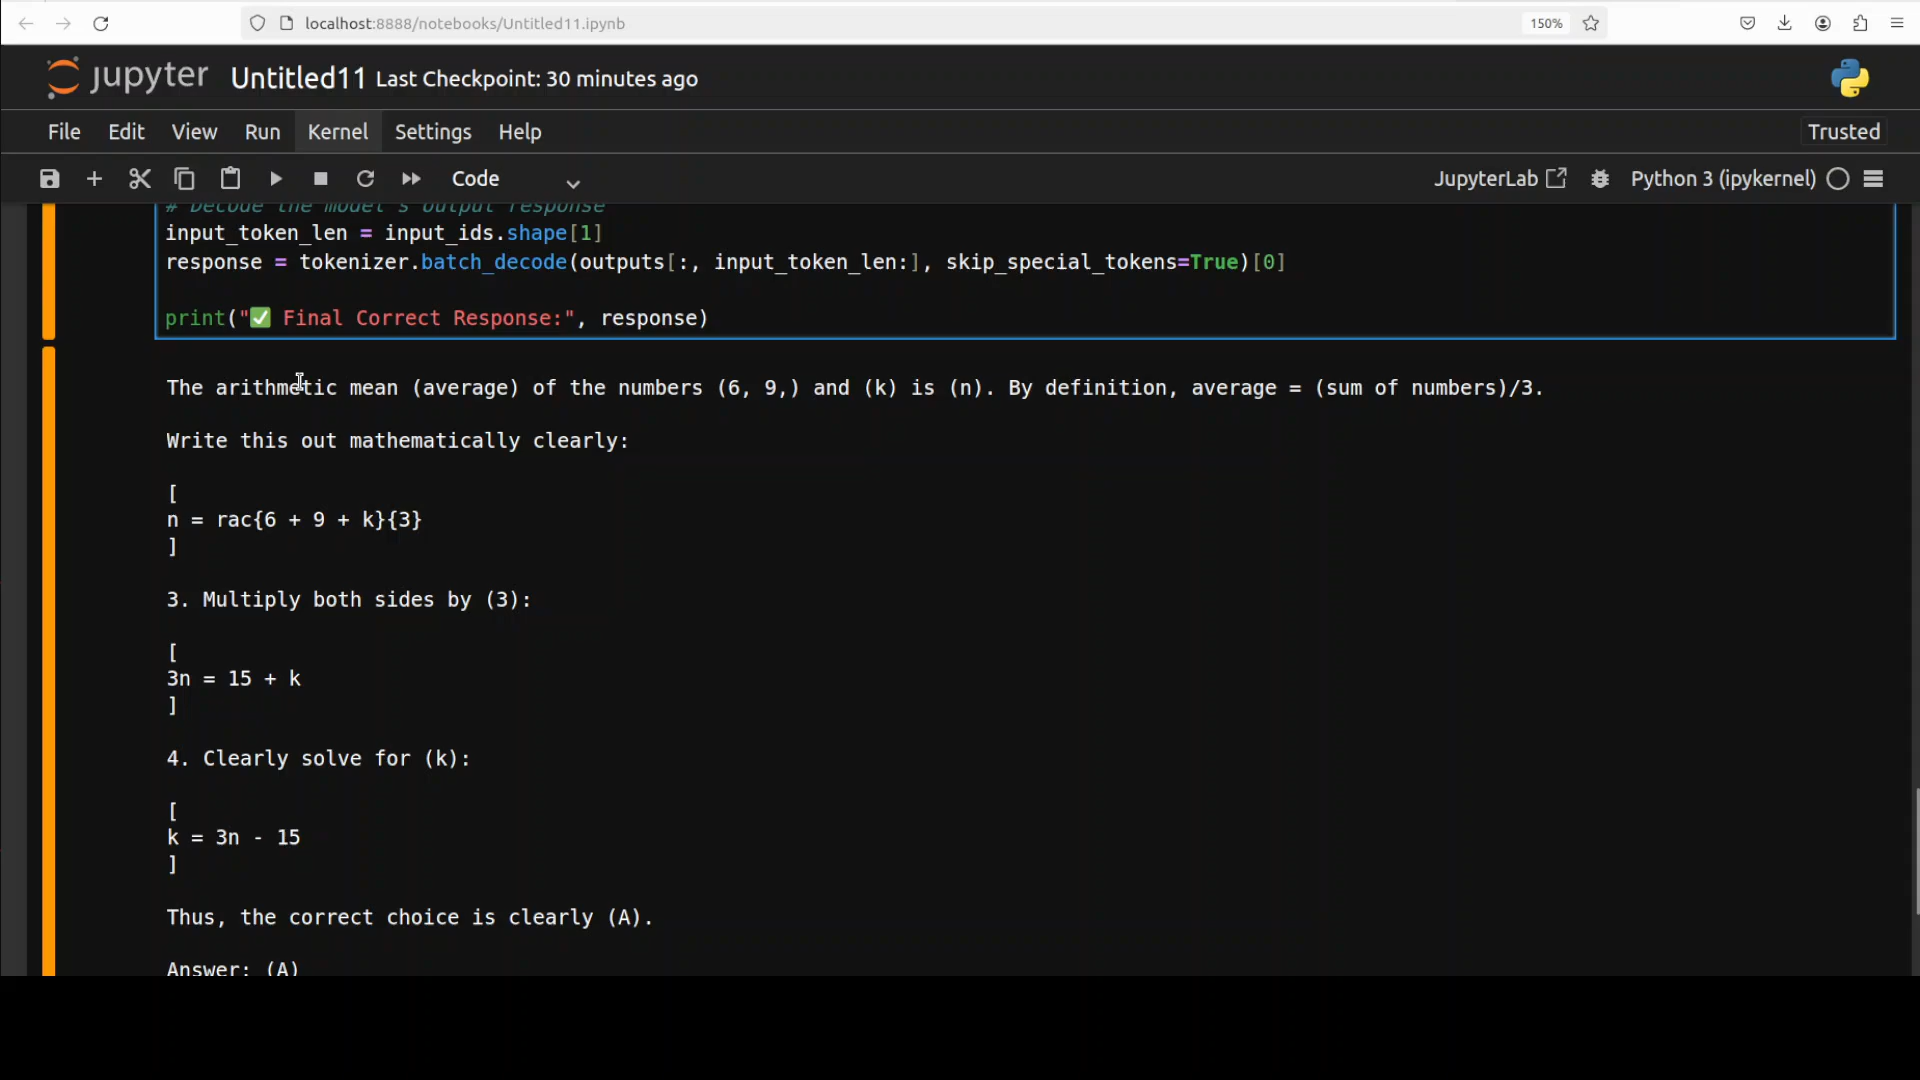 localhost:8888/notebooks/Untitled11.ipynb
150%
jupyter Untitled11 Last Checkpoint: 30 minutes ago
File Edit View Run Kernel Settings Help Trusted
Code JupyterLab Python 3 (ipykernel)
# Decode the model's output response
input_token_len = input_ids.shape[1]
response = tokenizer.batch_decode(outputs[:, input_token_len:], skip_special_tokens=True)[0]
print("✅ Final Correct Response:", response)
The arithmetic mean (average) of the numbers (6, 9,) and (k) is (n). By definition, average = (sum of numbers)/3.
Write this out mathematically clearly:
[
n = rac{6 + 9 + k}{3}
]
3. Multiply both sides by (3):
[
3n = 15 + k
]
4. Clearly solve for (k):
[
k = 3n - 15
]
Thus, the correct choice is clearly (A).
Answer: (A)